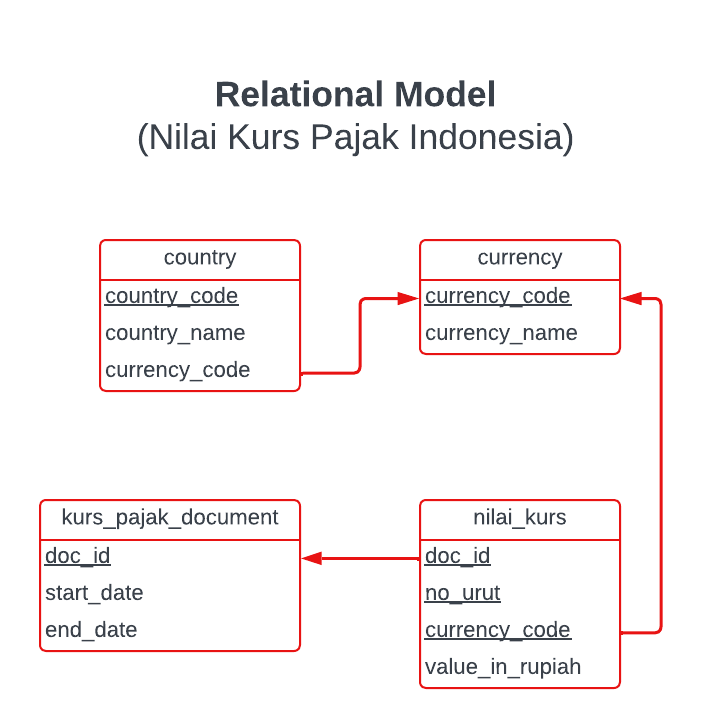 Relational Model
(Nilai Kurs Pajak Indonesia)
country
country_code
country_name
currency_code
currency
currency_code
currency_name
kurs_pajak_document
doc_id
start_date
end_date
nilai_kurs
doc_id
no_urut
currency_code
value_in_rupiah